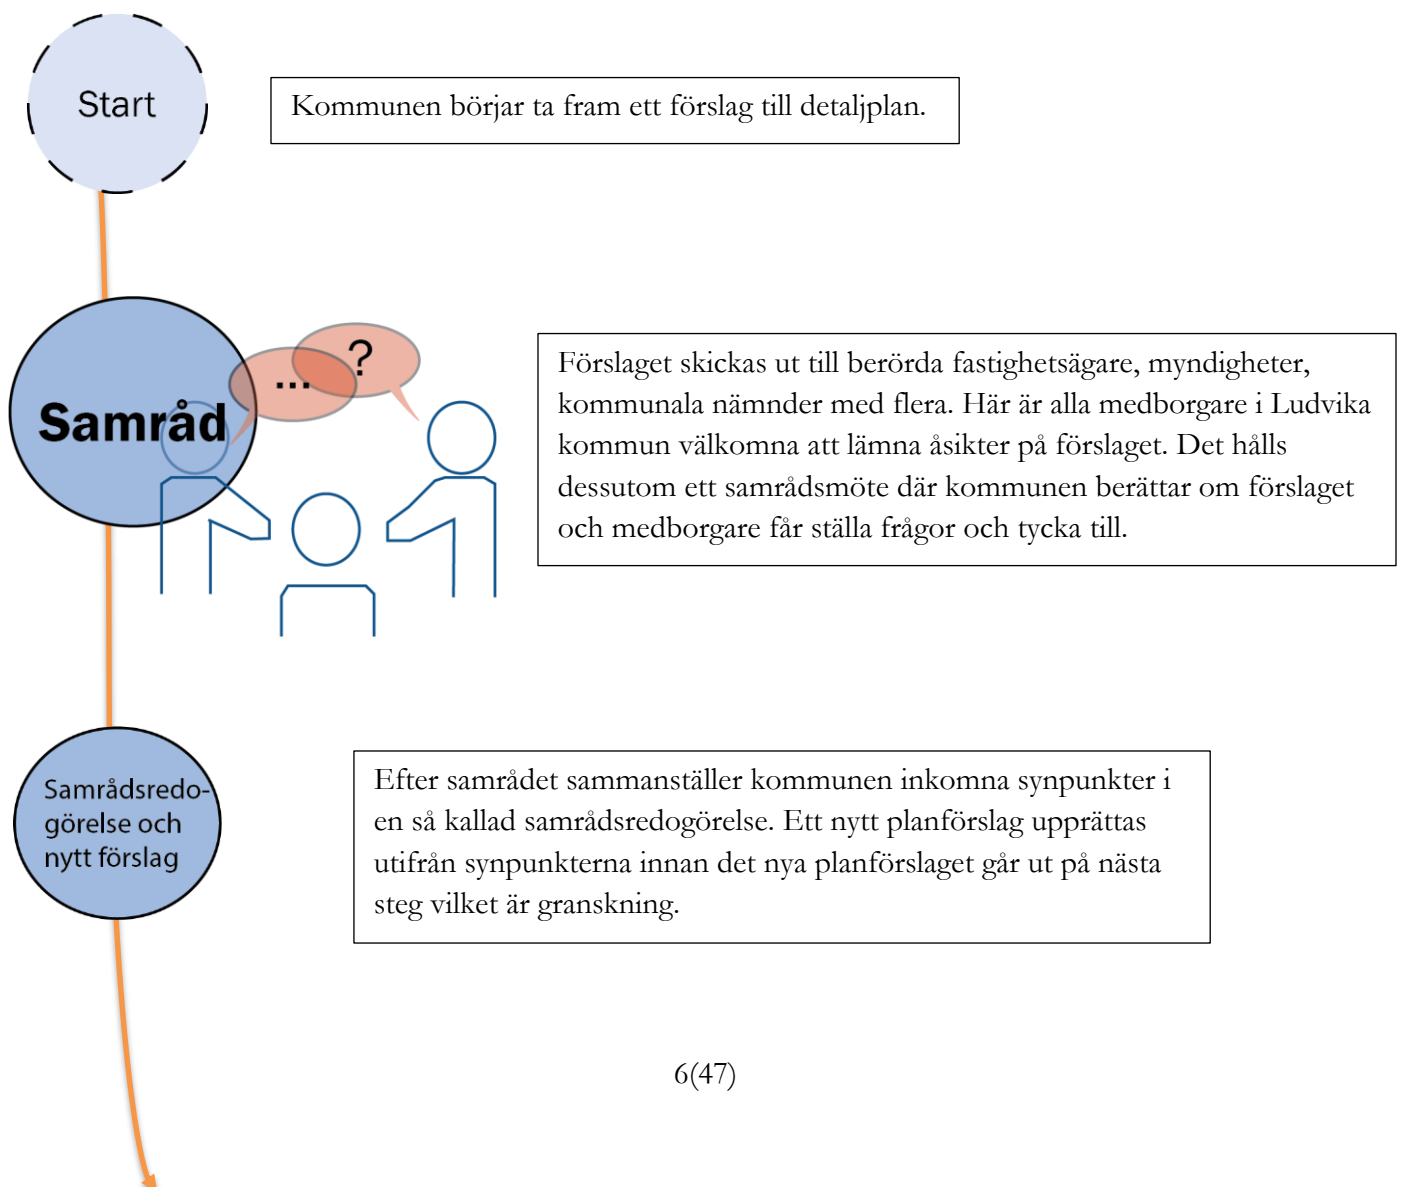 Start
Kommunen börjar ta fram ett förslag till detaljplan.
?
...
Samråd
Förslaget skickas ut till berörda fastighetsägare, myndigheter,
kommunala nämnder med flera. Här är alla medborgare i Ludvika
kommun välkomna att lämna åsikter på förslaget. Det hålls
dessutom ett samrådsmöte där kommunen berättar om förslaget
och medborgare får ställa frågor och tycka till.
Samrådsredo-
görelse och
nytt förslag
Efter samrådet sammanställer kommunen inkomna synpunkter i
en så kallad samrådsredogörelse. Ett nytt planförslag upprättas
utifrån synpunkterna innan det nya planförslaget går ut på nästa
steg vilket är granskning.
6(47)